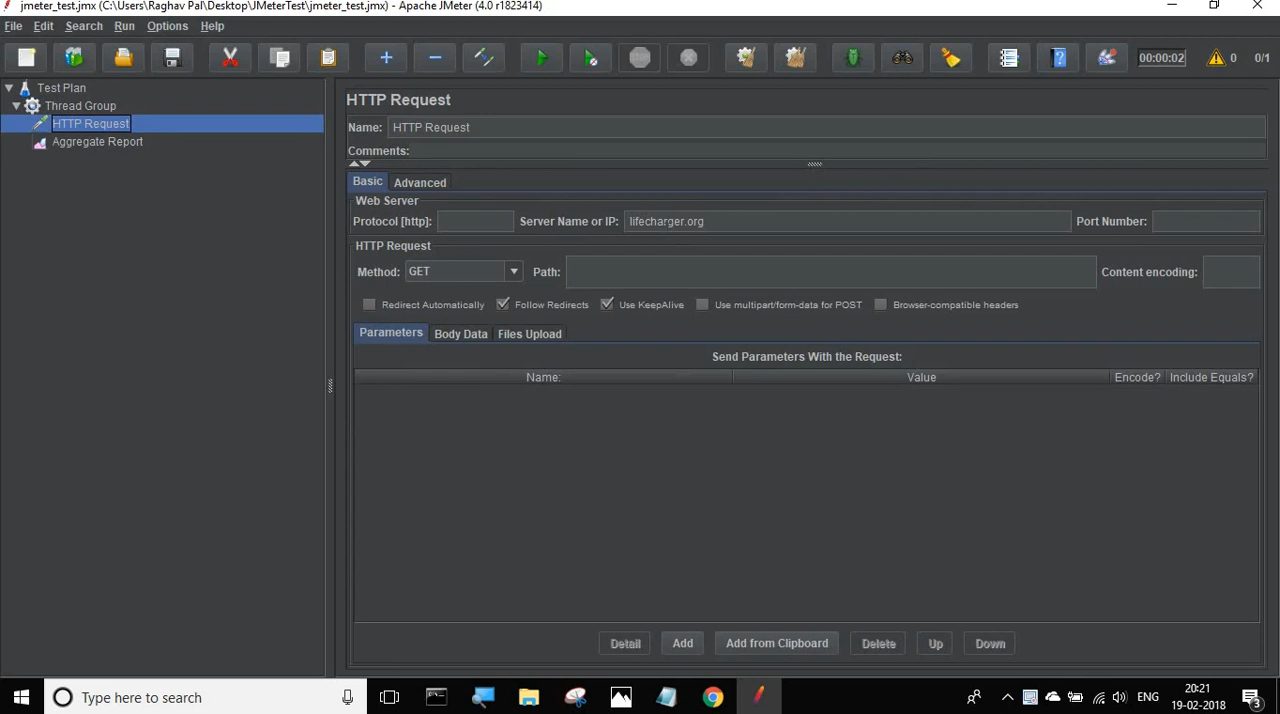 jmeter_test.jmx (C:\Users\Raghav Pal\Desktop\JMeterTest\jmeter_test.jmx) - Apache JMeter (4.0 r1823414)
File Edit Search Run Options Help
00:00:02 0 0/1
Test Plan
Thread Group
HTTP Request
Aggregate Report
HTTP Request
Name: HTTP Request
Comments:
Basic Advanced
Web Server
Protocol [http]: Server Name or IP: lifecharger.org Port Number:
HTTP Request
Method: GET Path: Content encoding:
Redirect Automatically Follow Redirects Use KeepAlive Use multipart/form-data for POST Browser-compatible headers
Parameters Body Data Files Upload
Send Parameters With the Request:
Name: Value Encode? Include Equals?
Detail Add Add from Clipboard Delete Up Down
Type here to search
ENG
20:21
19-02-2018
3